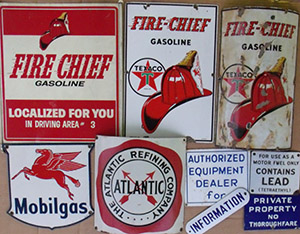 FIRE CHIEF
GASOLINE
LOCALIZED FOR YOU
IN DRIVING AREA # 3
FIRE-CHIEF
GASOLINE
TEXACO
T
FIRE-CHIEF
GASOLINE
TEXACO
T
Mobilgas
THE ATLANTIC REFINING COMPANY
ATLANTIC
AUTHORIZED
EQUIPMENT
DEALER
for
INFORMATION
FOR USE AS A
MOTOR FUEL ONLY
CONTAINS
LEAD
(TETRAETHYL)
PRIVATE
PROPERTY
NO
THOROUGHFARE